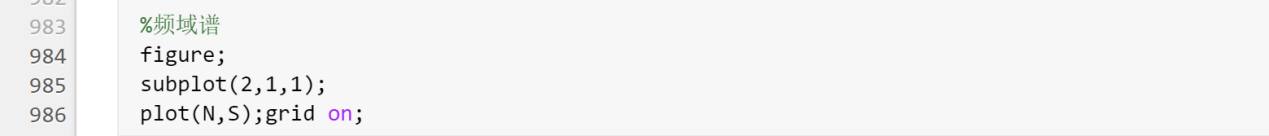 982
983 %频域谱
984 figure;
985 subplot(2,1,1);
986 plot(N,S);grid on;